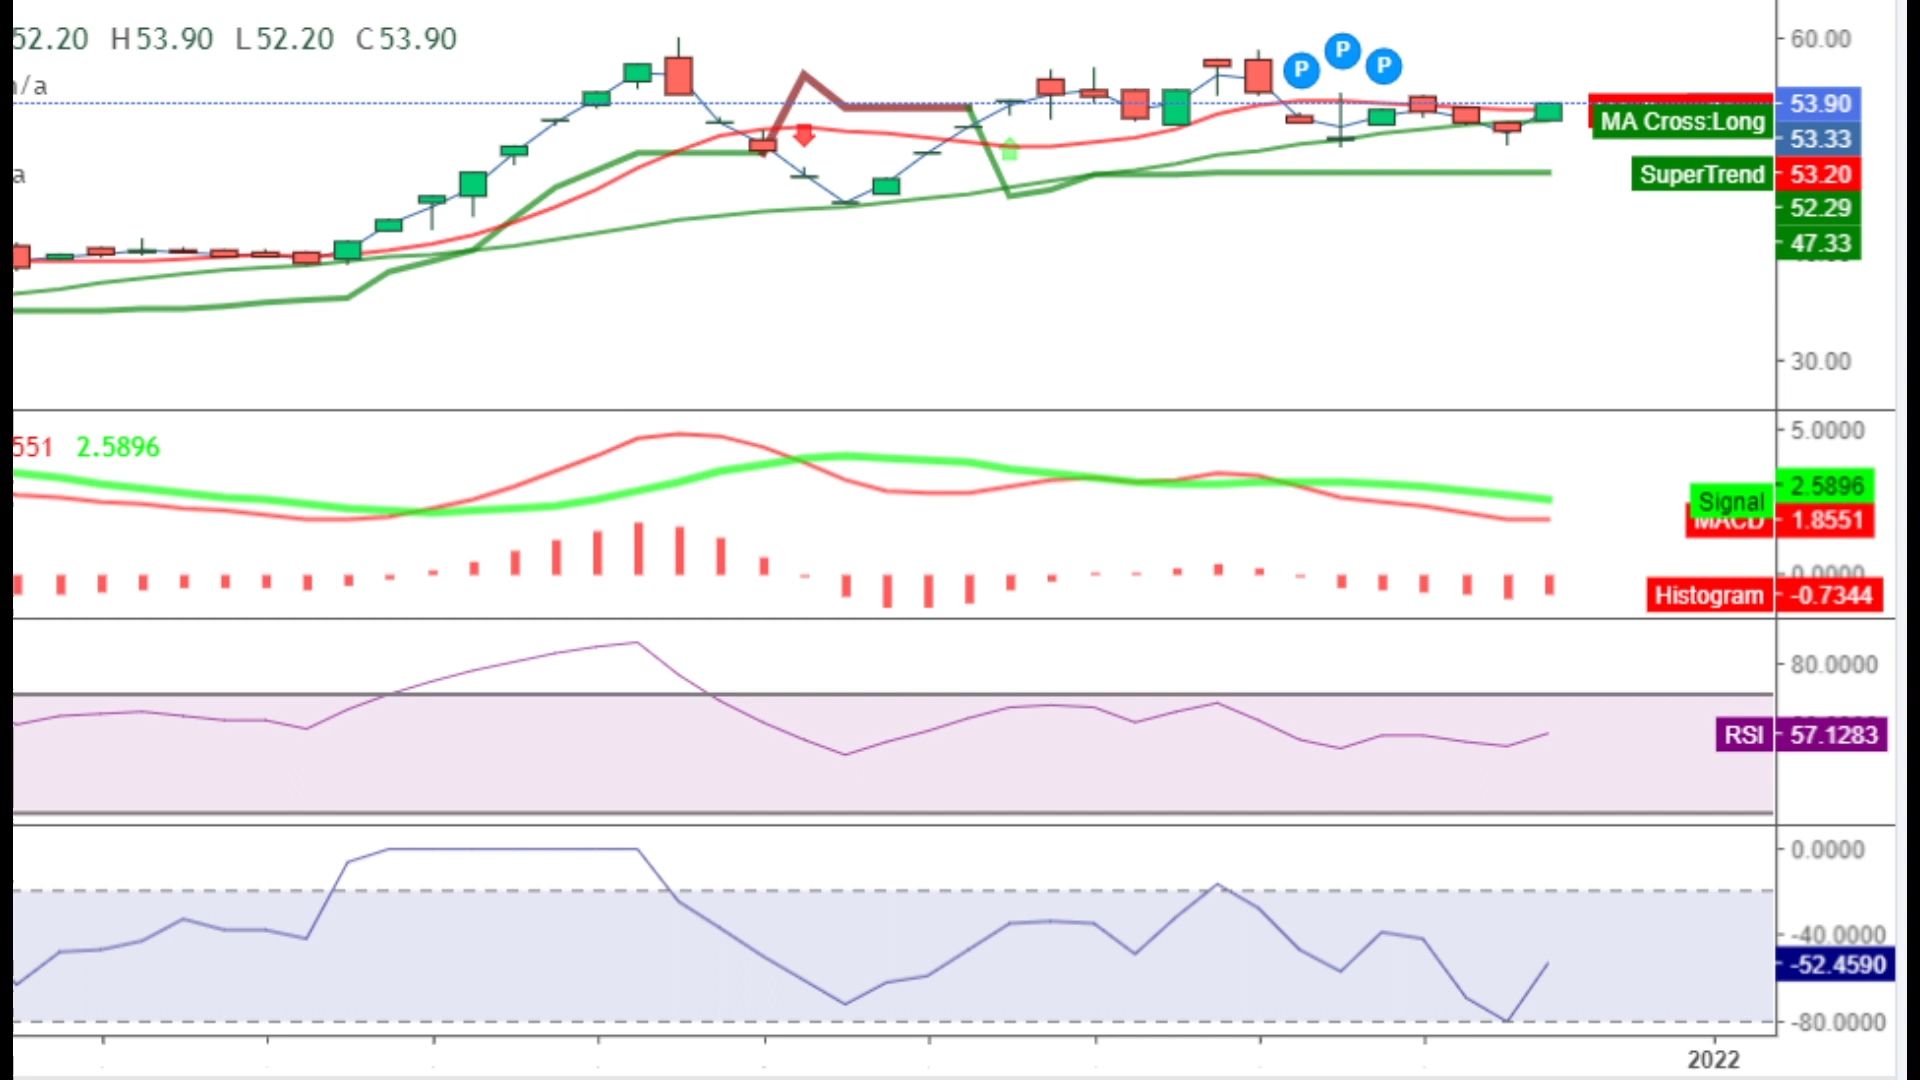 52.20 H53.90 L52.20 C53.90
n/a
a
P P P
60.00
53.90
MA Cross:Long
53.33
SuperTrend 53.20
52.29
47.33
30.00
551 2.5896
5.0000
Signal 2.5896
MACD 1.8551
0.0000
Histogram -0.7344
80.0000
RSI 57.1283
0.0000
-40.0000
-52.4590
-80.0000
2022